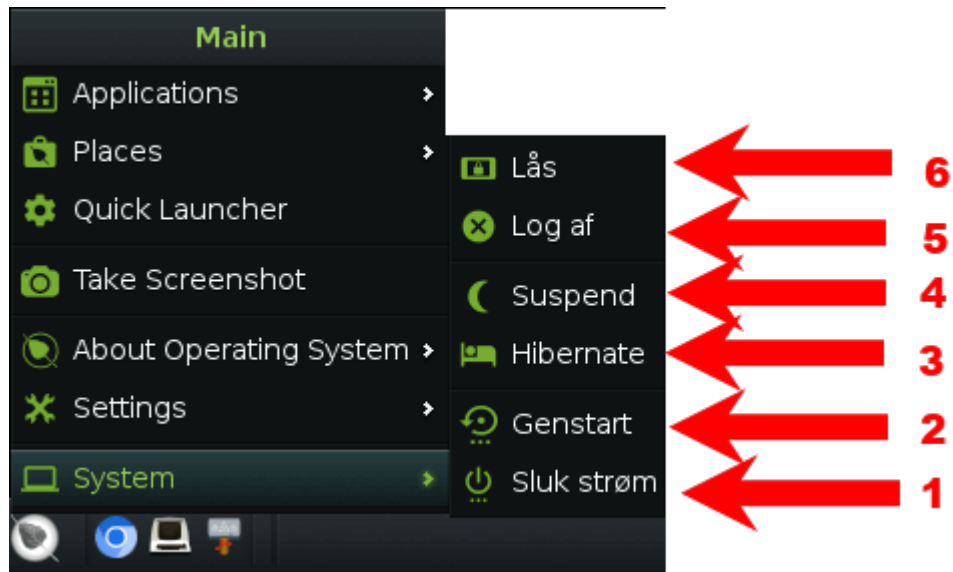 Main
Applications
Places
Quick Launcher
Take Screenshot
About Operating System
Settings
System
Lås
Log af
Suspend
Hibernate
Genstart
Sluk strøm
6
5
4
3
2
1